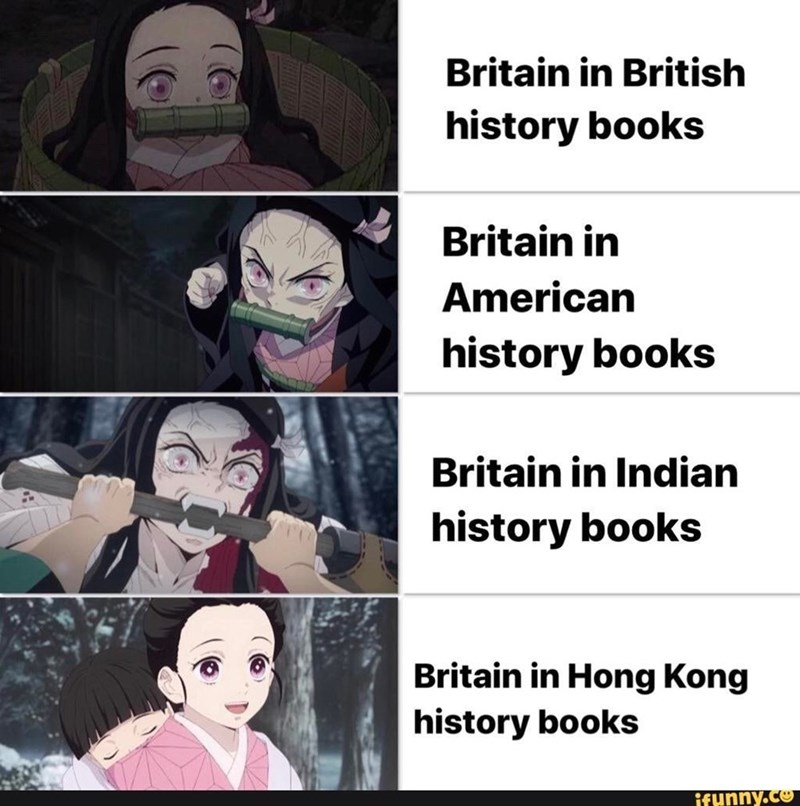 Britain in British
history books
Britain in
American
history books
Britain in Indian
history books
Britain in Hong Kong
history books
ifunny.co